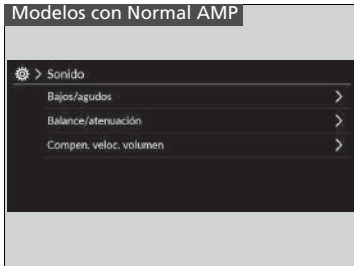 Modelos con Normal AMP
> Sonido
Bajos/agudos >
Balance/atenuación >
Compen. veloc. volumen >